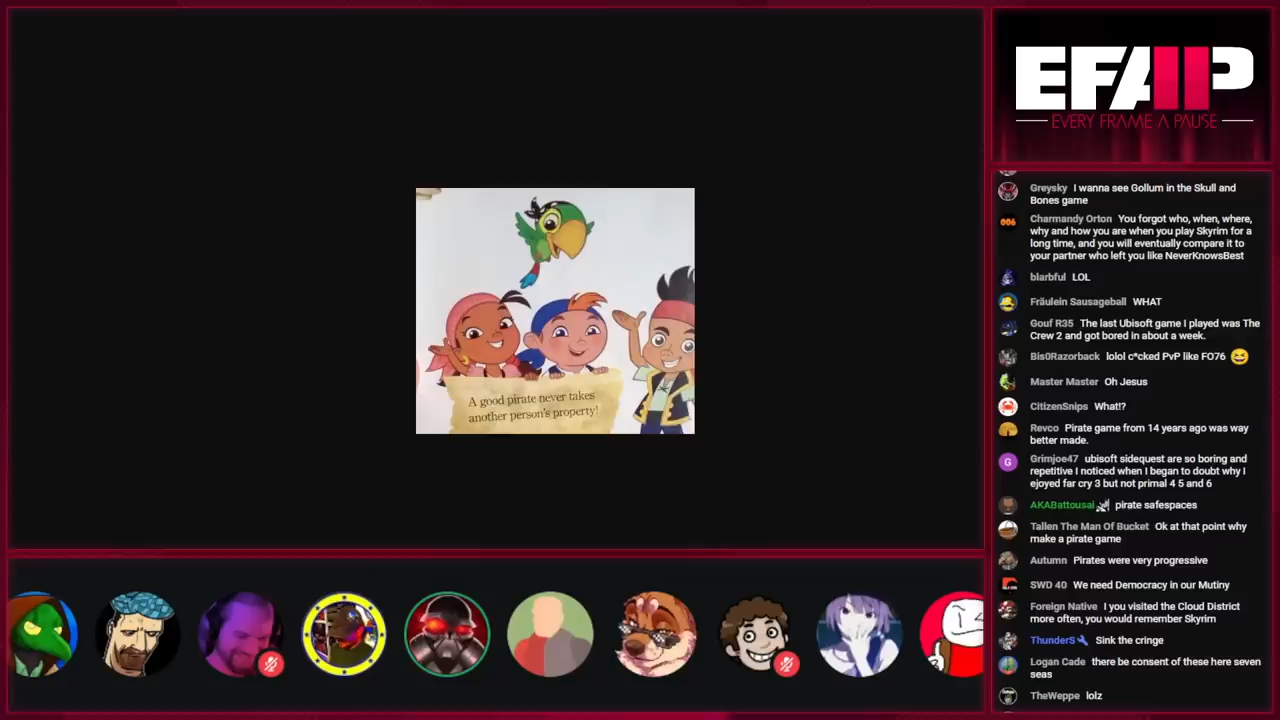 EFAP
EVERY FRAME A PAUSE
A good pirate never takes
another person's property!
Greysky I wanna see Gollum in the Skull and
Bones game
Charmandy Orton You forgot who, when, where,
why and how you are when you play Skyrim for a
long time, and you will eventually compare it to
your partner who left you like NeverKnowsBest
blarbful LOL
Fräulein Sausageball WHAT
Gouf R35 The last Ubisoft game I played was The
Crew 2 and got bored in about a week.
Bis0Razorback lolol c*cked PvP like FO76
Master Master Oh Jesus
CitizenSnips What!?
Revco Pirate game from 14 years ago was way
better made.
G
Grimjoe47 ubisoft sidequest are so boring and
repetitive I noticed when I began to doubt why I
ejoyed far cry 3 but not primal 4 5 and 6
AKABattousai pirate safespaces
Tallen The Man Of Bucket Ok at that point why
make a pirate game
Autumn Pirates were very progressive
SWD 40 We need Democracy in our Mutiny
Foreign Native I you visited the Cloud District
more often, you would remember Skyrim
ThunderS Sink the cringe
Logan Cade there be consent of these here seven
seas
TheWeppe lolz